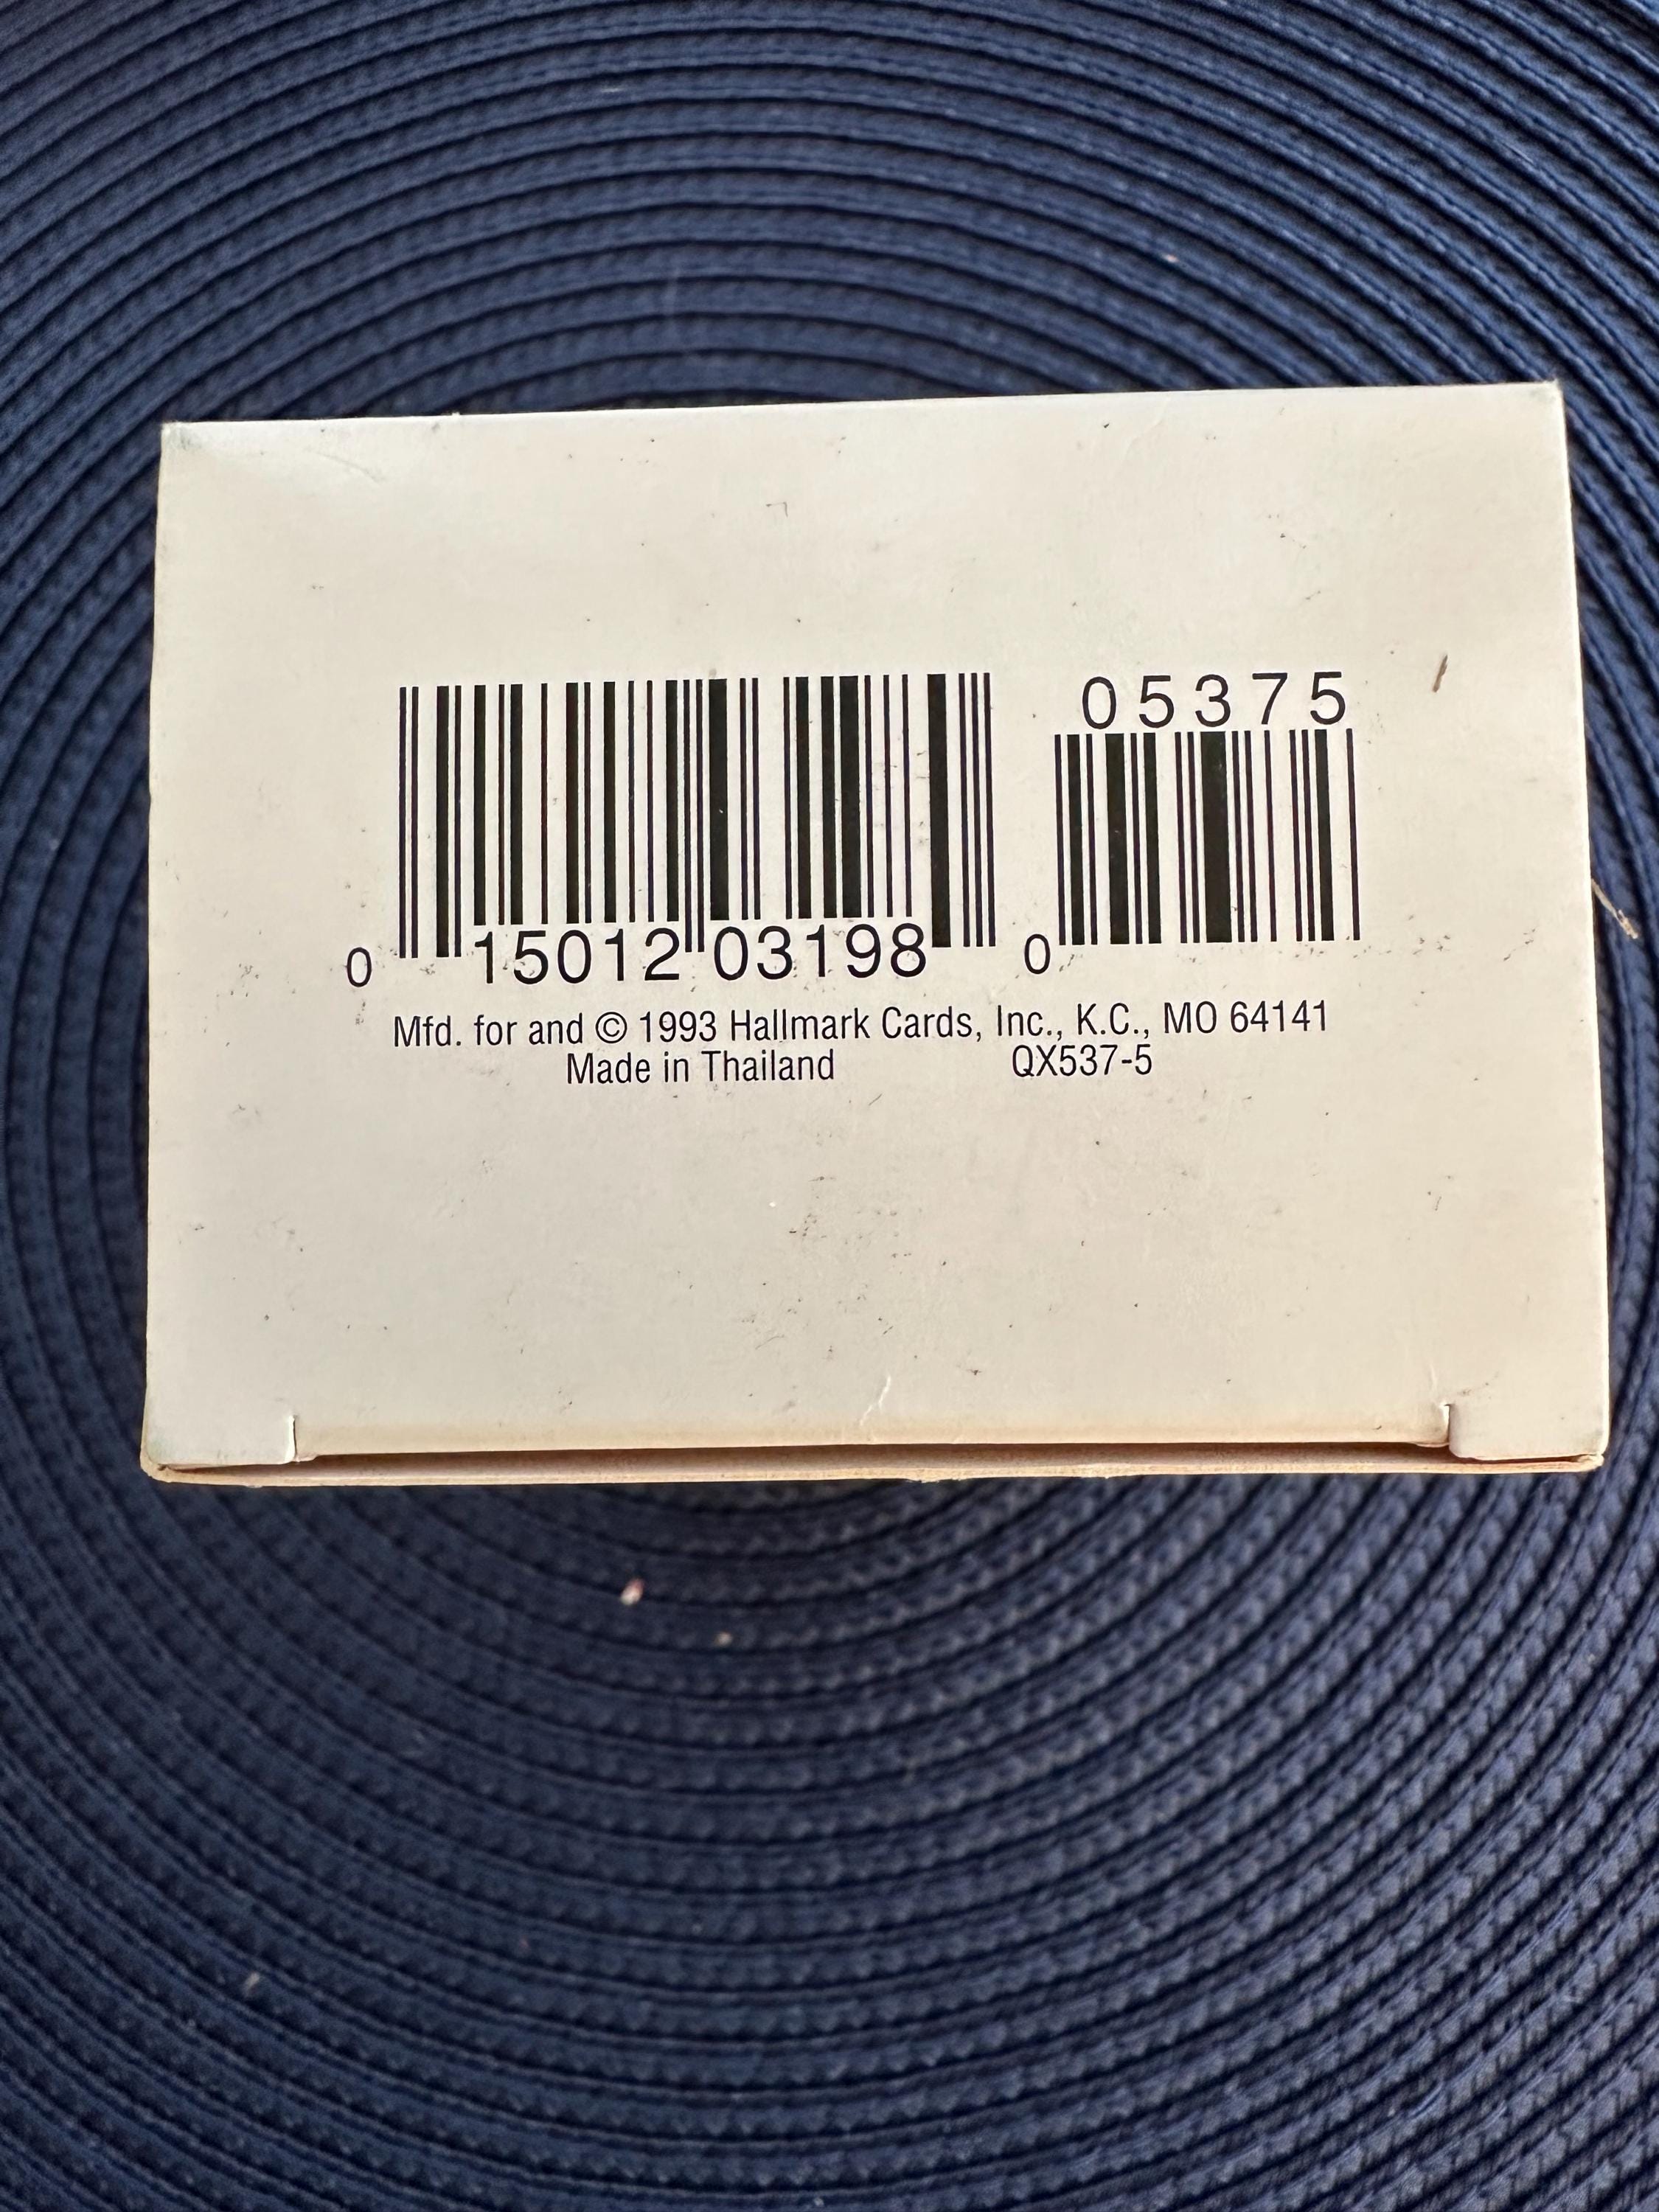 05375
0 15012 03198 0
Mfd. for and © 1993 Hallmark Cards, Inc., K.C., MO 64141
Made in Thailand QX537-5